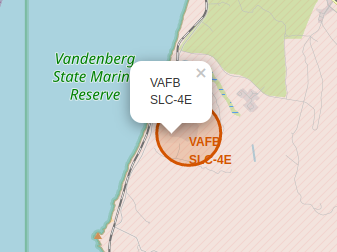 Vandenberg
State Marine
Reserve
VAFB
SLC-4E
×
VAFB
SLC-4E